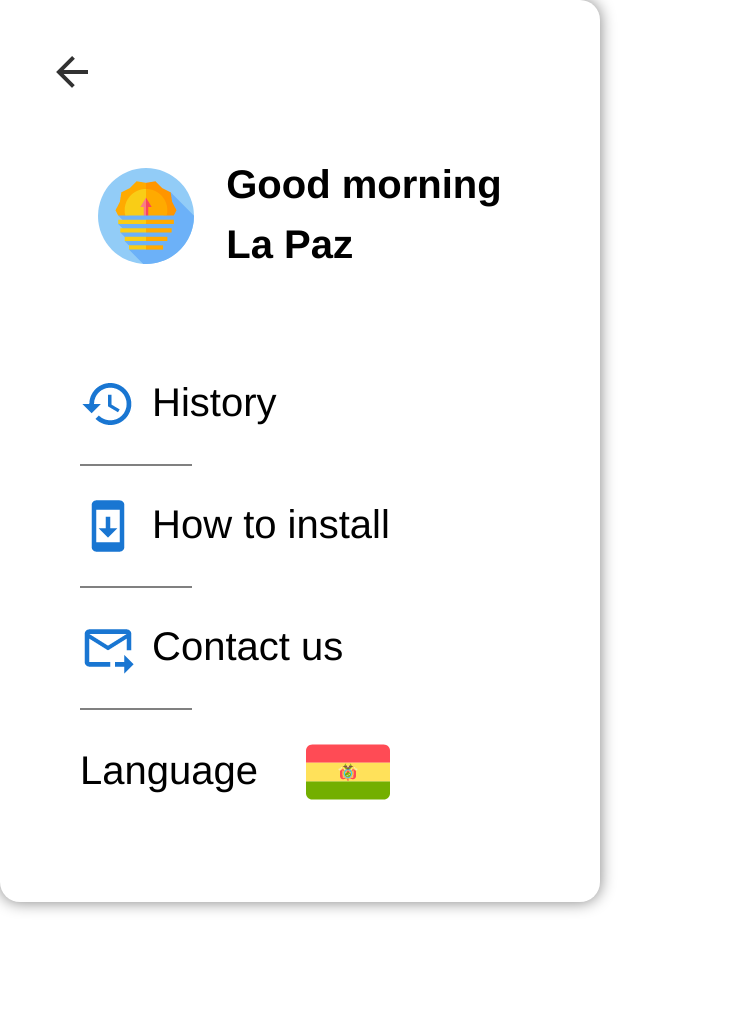 Good morning
La Paz
History
How to install
Contact us
Language